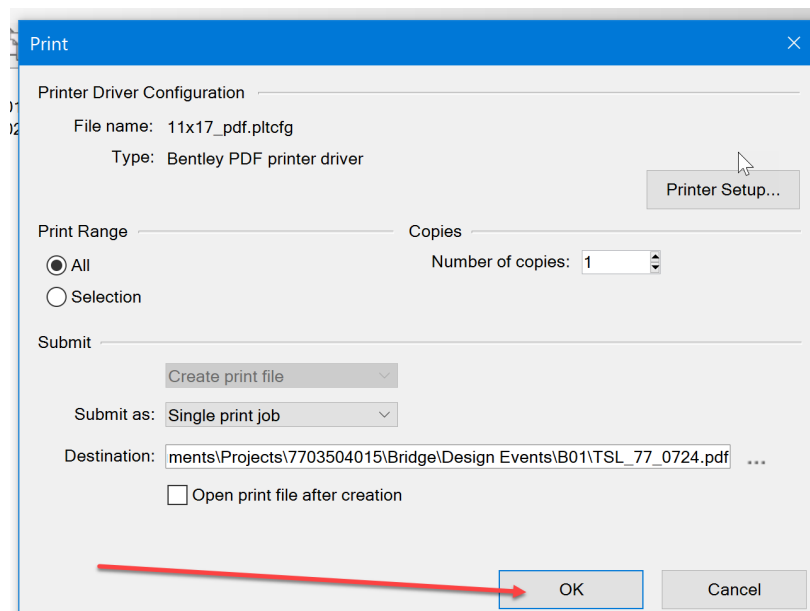 Print
Printer Driver Configuration
File name: 11x17_pdf.pltcfg
Type: Bentley PDF printer driver
Printer Setup...
Print Range
Copies
All
Number of copies: 1
Selection
Submit
Create print file
Submit as: Single print job
Destination: ments\Projects\7703504015\Bridge\Design Events\B01\TSL_77_0724.pdf ...
Open print file after creation
OK
Cancel